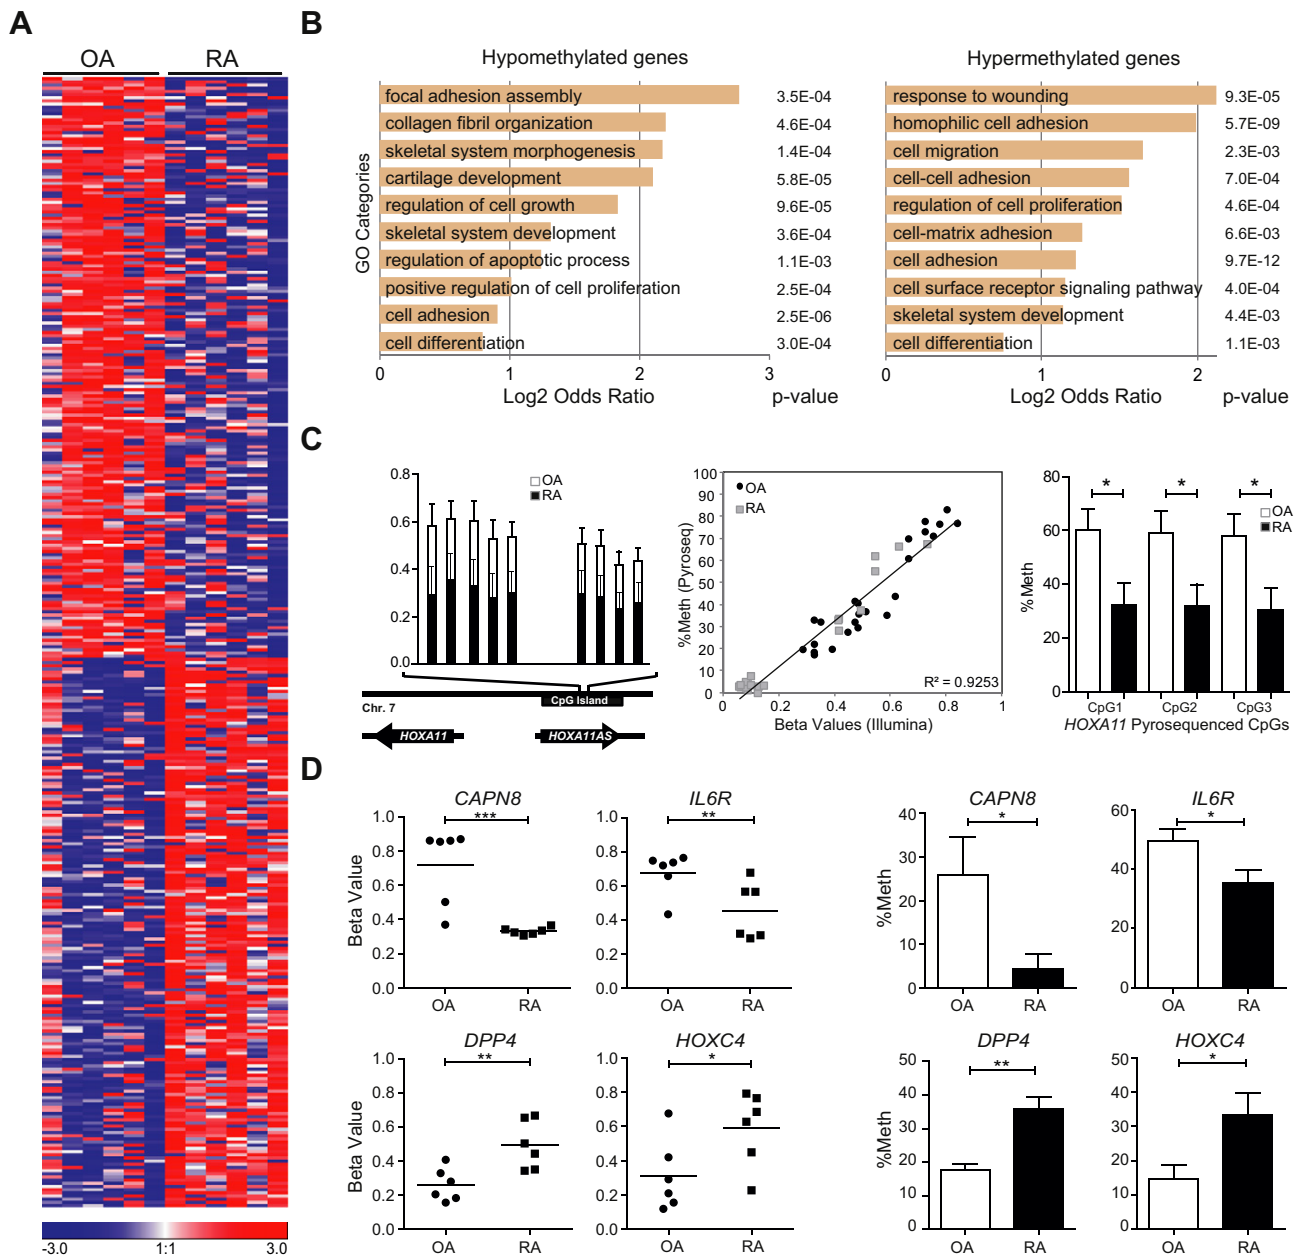 A
OA RA
-3.0 1:1 3.0
B
Hypomethylated genes
GO Categories
focal adhesion assembly 3.5E-04
collagen fibril organization 4.6E-04
skeletal system morphogenesis 1.4E-04
cartilage development 5.8E-05
regulation of cell growth 9.6E-05
skeletal system development 3.6E-04
regulation of apoptotic process 1.1E-03
positive regulation of cell proliferation 2.5E-04
cell adhesion 2.5E-06
cell differentiation 3.0E-04
0 1 2 3
Log2 Odds Ratio p-value
Hypermethylated genes
response to wounding 9.3E-05
homophilic cell adhesion 5.7E-09
cell migration 2.3E-03
cell-cell adhesion 7.0E-04
regulation of cell proliferation 4.6E-04
cell-matrix adhesion 6.6E-03
cell adhesion 9.7E-12
cell surface receptor signaling pathway 4.0E-04
skeletal system development 4.4E-03
cell differentiation 1.1E-03
0 1 2
Log2 Odds Ratio p-value
C
0.8
0.6
0.4
0.2
0.0
OA
RA
CpG Island
Chr. 7
HOXA11 HOXA11AS
%Meth (Pyroseq)
100
90
80
70
60
50
40
30
20
10
0
OA
RA
R² = 0.9253
0 0.2 0.4 0.6 0.8 1
Beta Values (Illumina)
%Meth
80
60
40
20
0
* * *
OA
RA
CpG1 CpG2 CpG3
HOXA11 Pyrosequenced CpGs
D
CAPN8
***
Beta Value
1.0
0.8
0.6
0.4
0.2
0.0
OA RA
IL6R
**
1.0
0.8
0.6
0.4
0.2
0.0
OA RA
CAPN8
*
%Meth
40
30
20
10
0
OA RA
IL6R
*
60
40
20
0
OA RA
DPP4
**
Beta Value
1.0
0.8
0.6
0.4
0.2
0.0
OA RA
HOXC4
*
1.0
0.8
0.6
0.4
0.2
0.0
OA RA
DPP4
**
%Meth
50
40
30
20
10
0
OA RA
HOXC4
*
50
40
30
20
10
0
OA RA